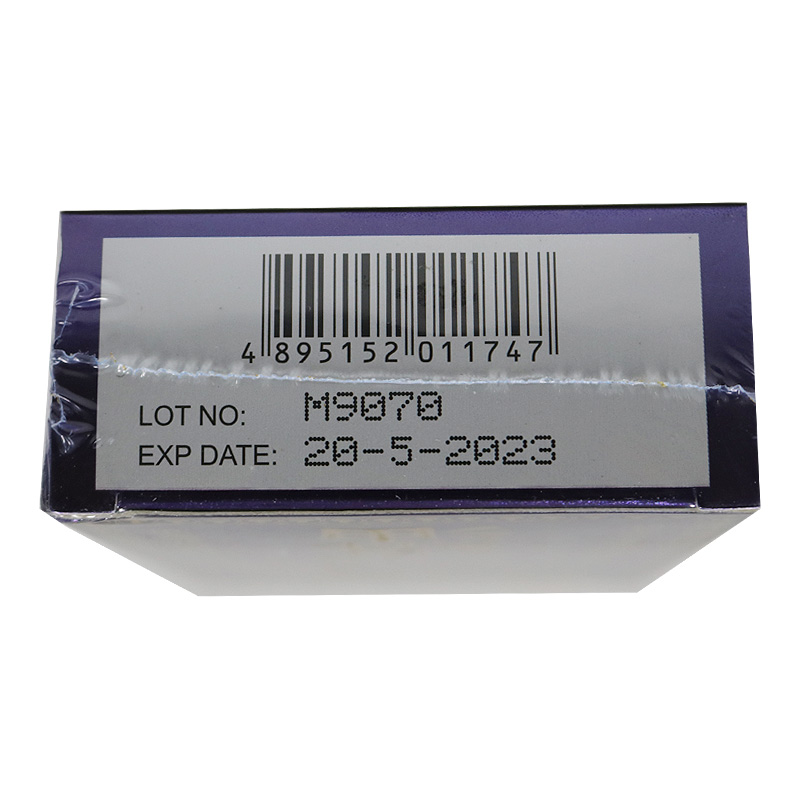 4 895152 011747
LOT NO: M9070
EXP DATE: 20-5-2023